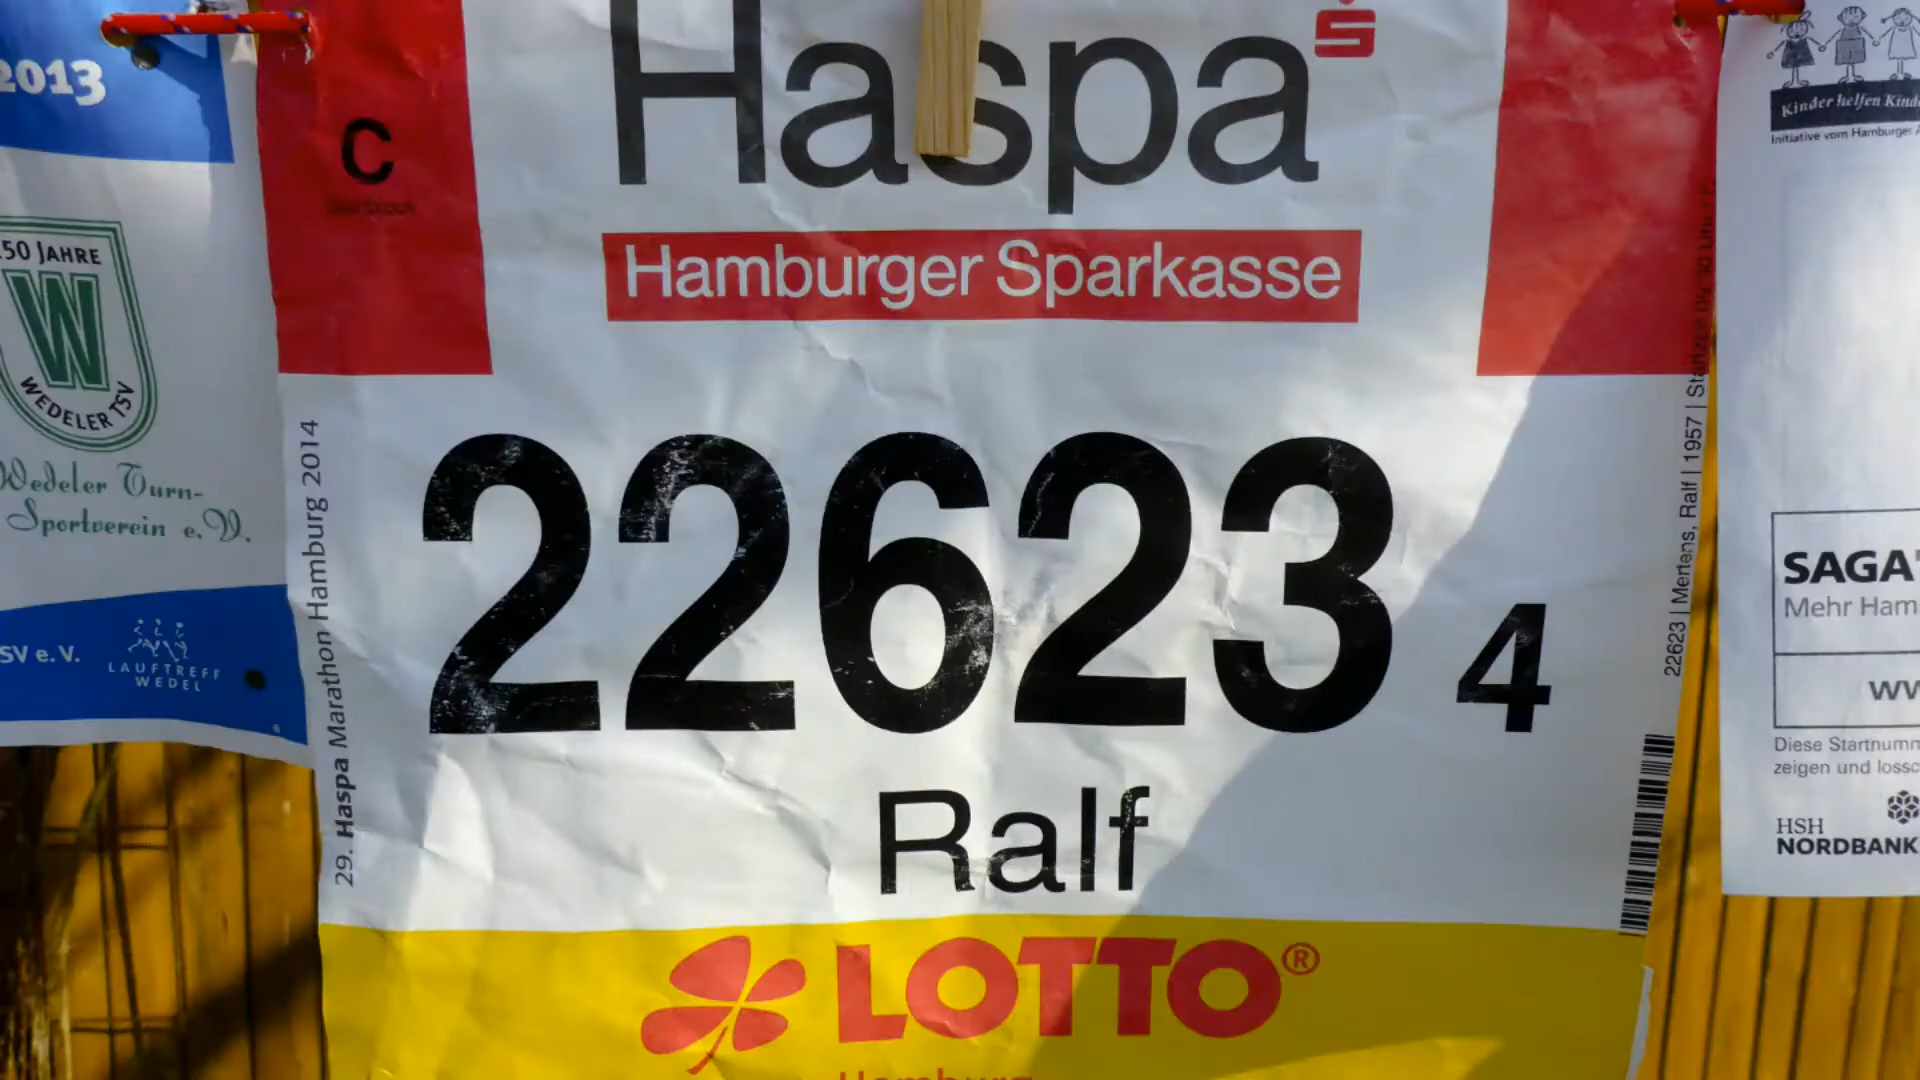 2013
50 JAHRE
W
WEDELER TSV
Wedeler Turn-
Sportverein e.V.
SV e.V.
LAUFTREFF
WEDEL
C
Startblock
Haspa
Hamburger Sparkasse
29. Haspa Marathon Hamburg 2014
22623 4
Ralf
22623 | Mertens, Ralf | 1957 |
LOTTO®
Hamburg
Kinder helfen
Initiative vom Hamburger
SAGA
Mehr Ham
Diese Startnumm
zeigen und
HSH
NORDBANK